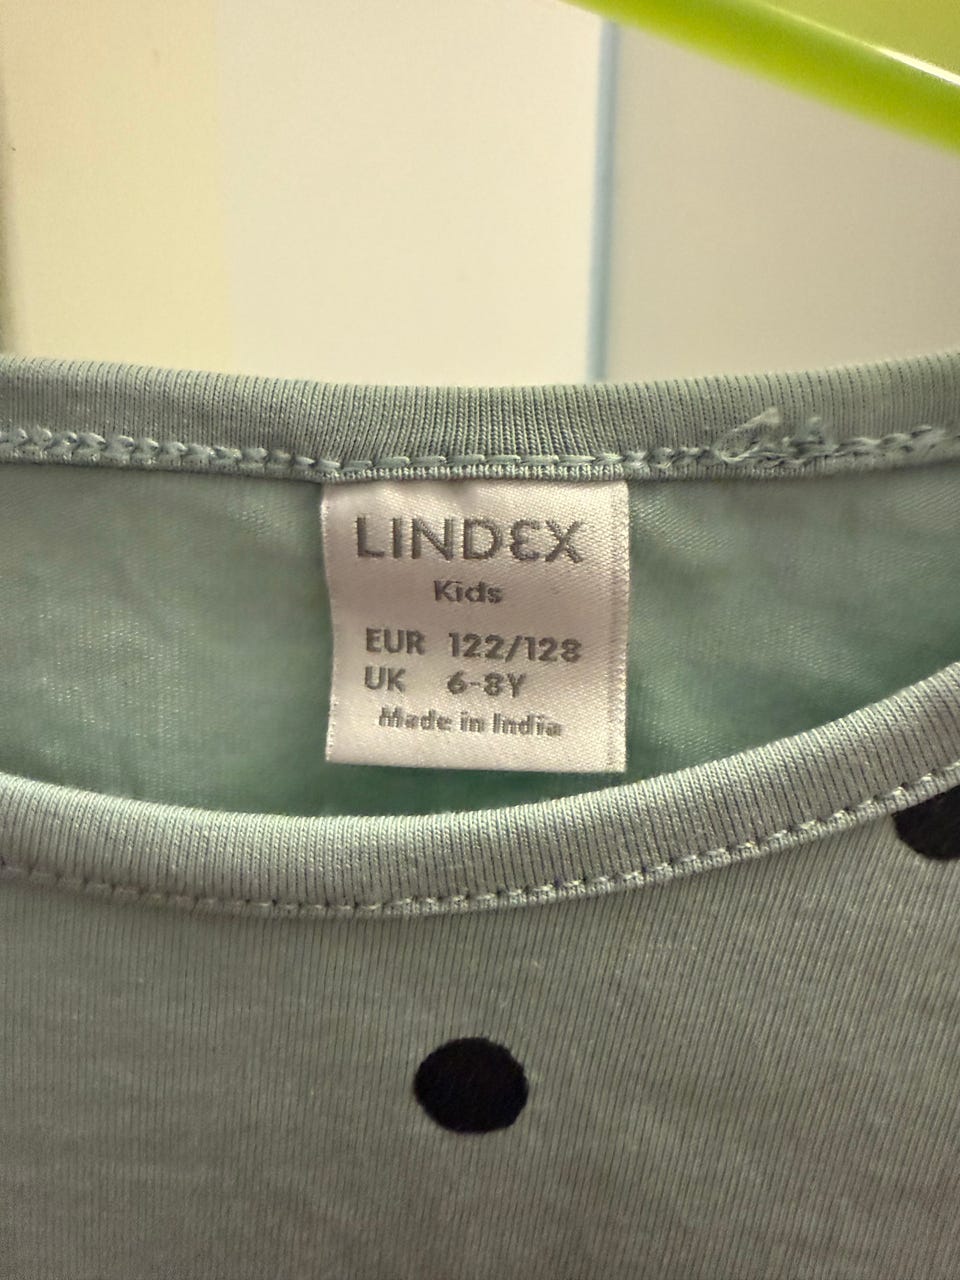 LINDEX
Kids
EUR 122/128
UK 6-8Y
Made in India